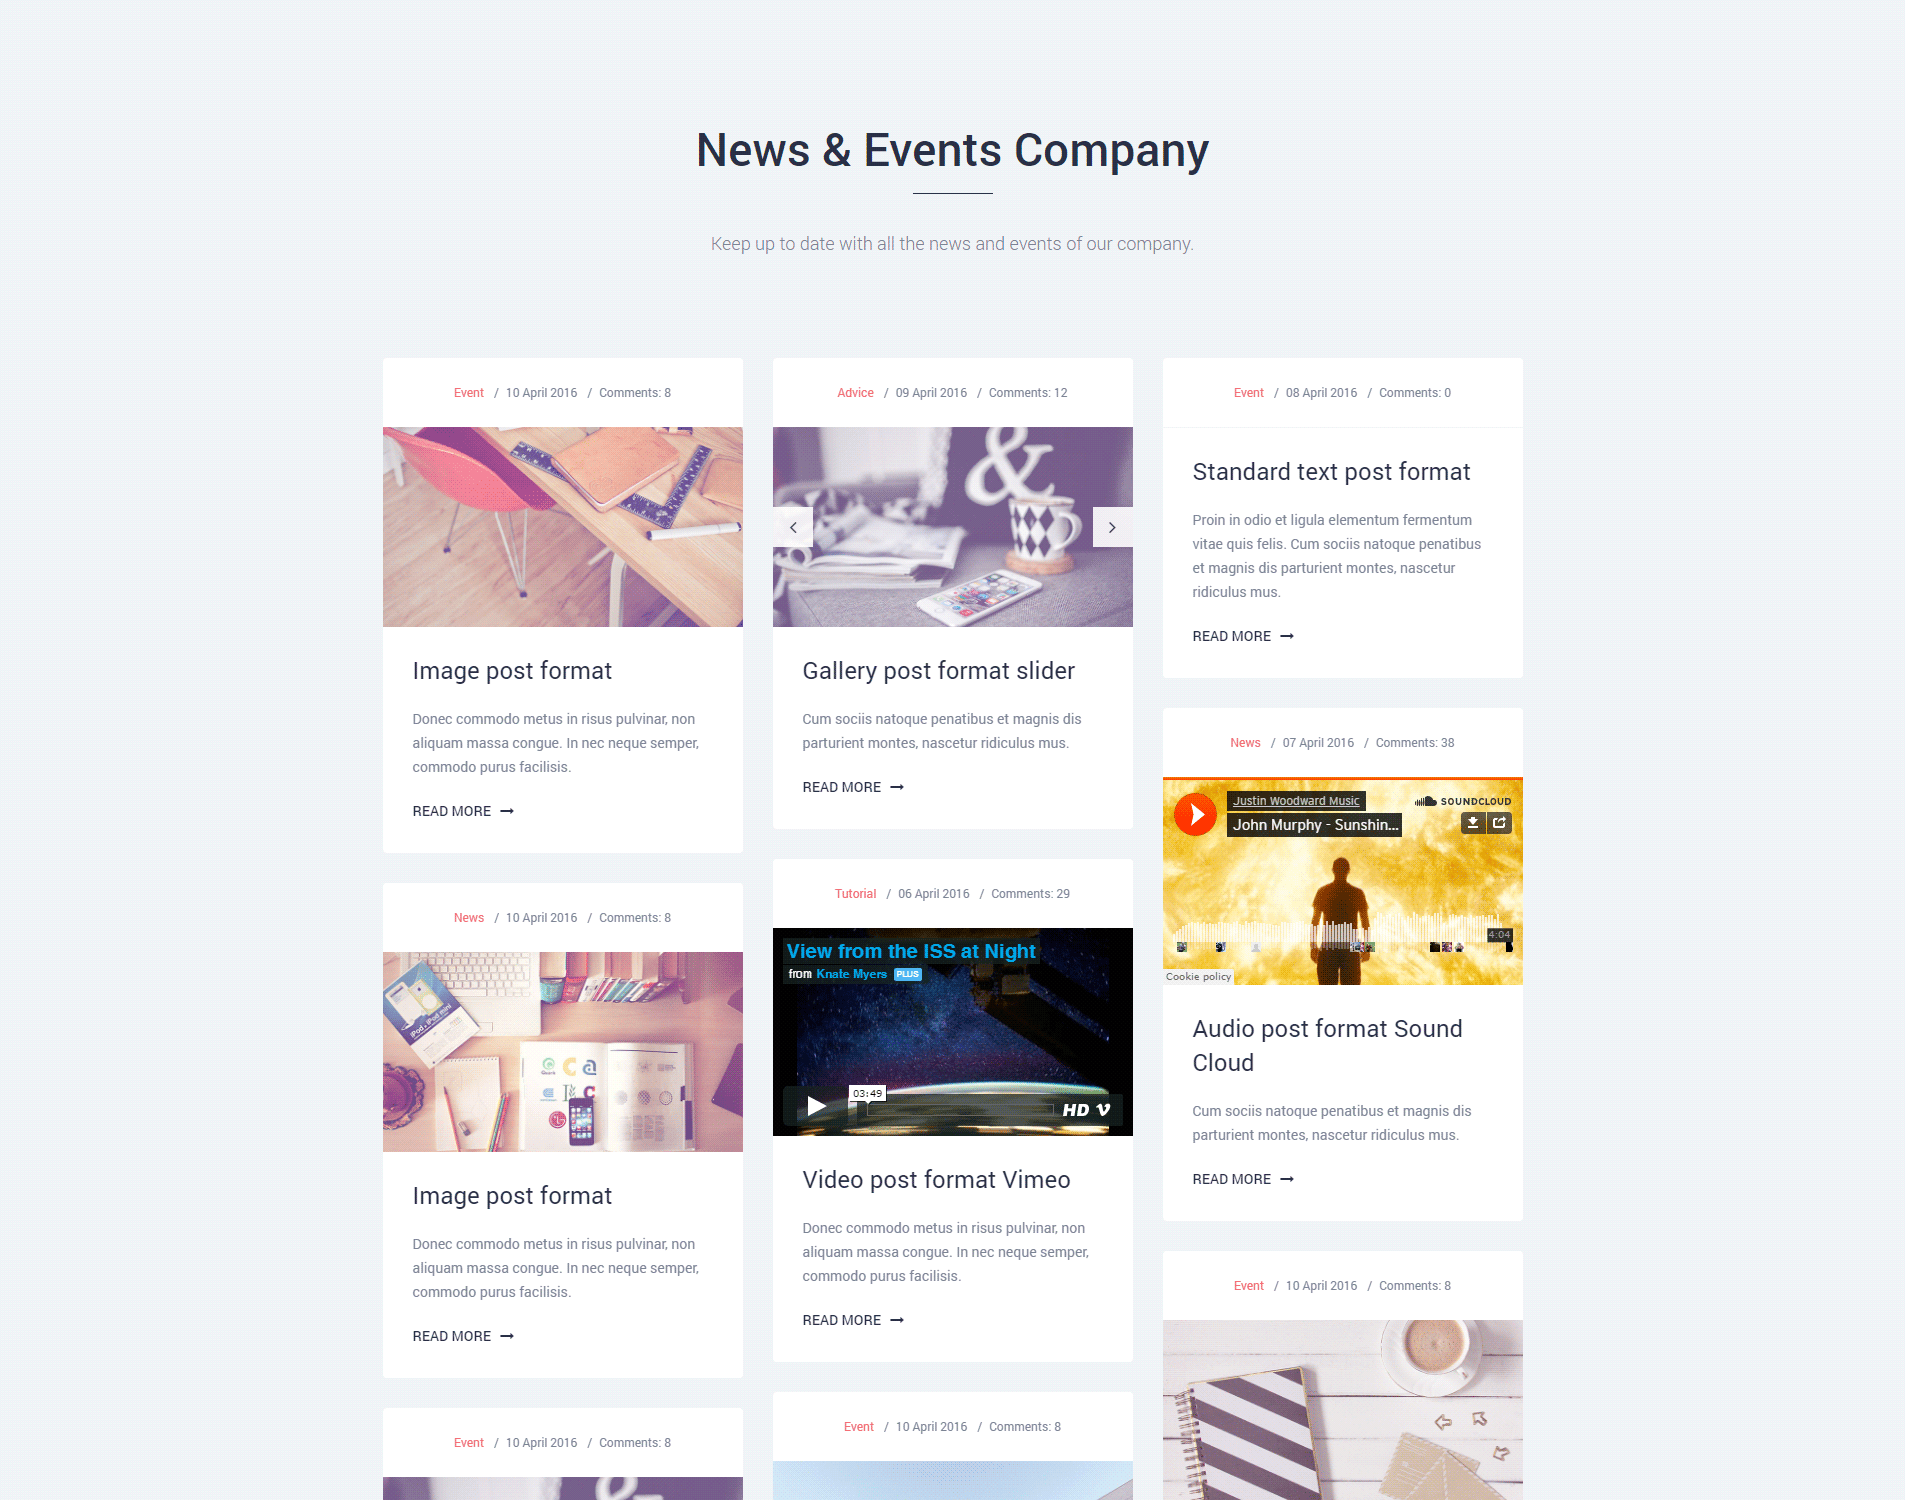 News & Events Company
Keep up to date with all the news and events of our company.
Event / 10 April 2016 / Comments: 8
Image post format
Donec commodo metus in risus pulvinar, non
aliquam massa congue. In nec neque semper,
commodo purus facilisis.
READ MORE
News / 10 April 2016 / Comments: 8
iPod, iPod mini
Image post format
Donec commodo metus in risus pulvinar, non
aliquam massa congue. In nec neque semper,
commodo purus facilisis.
READ MORE
Event / 10 April 2016 / Comments: 8
&
Advice / 09 April 2016 / Comments: 12
&
Gallery post format slider
Cum sociis natoque penatibus et magnis dis
parturient montes, nascetur ridiculus mus.
READ MORE
Tutorial / 06 April 2016 / Comments: 29
View from the ISS at Night
from Knate Myers PLUS
03:49
HD
Video post format Vimeo
Donec commodo metus in risus pulvinar, non
aliquam massa congue. In nec neque semper,
commodo purus facilisis.
READ MORE
Event / 10 April 2016 / Comments: 8
Event / 08 April 2016 / Comments: 0
Standard text post format
Proin in odio et ligula elementum fermentum
vitae quis felis. Cum sociis natoque penatibus
et magnis dis parturient montes, nascetur
ridiculus mus.
READ MORE
News / 07 April 2016 / Comments: 38
Justin Woodward Music
SOUNDCLOUD
John Murphy - Sunshin...
4:04
Cookie policy
Audio post format Sound
Cloud
Cum sociis natoque penatibus et magnis dis
parturient montes, nascetur ridiculus mus.
READ MORE
Event / 10 April 2016 / Comments: 8